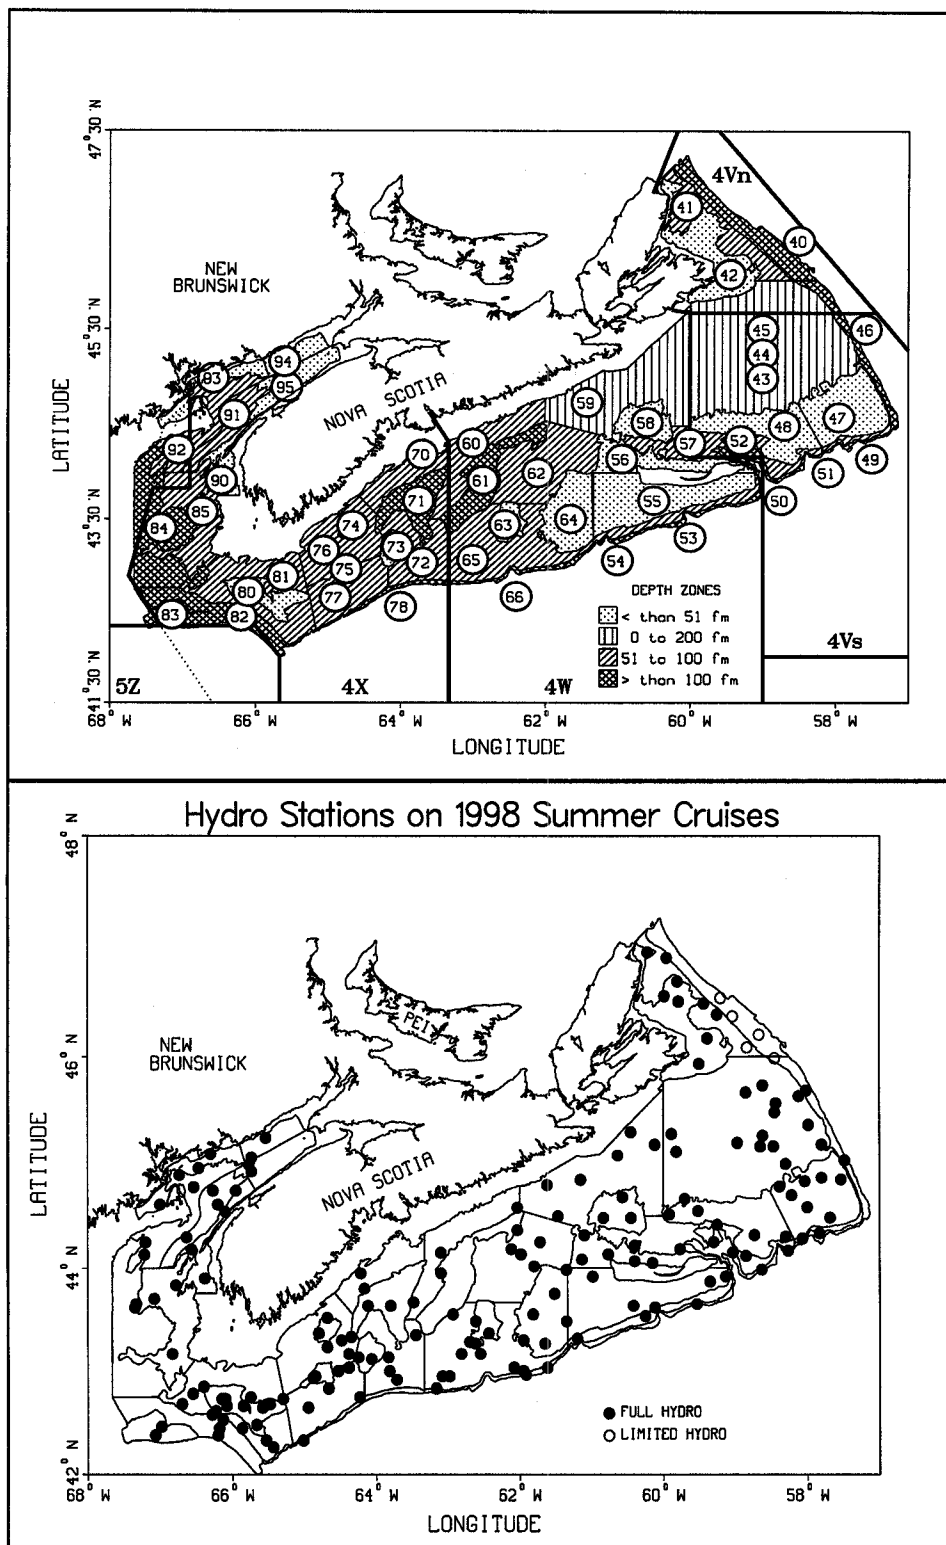 47°30'N
4Vn
41
40
NEW
BRUNSWICK
42
45°30'N
45
46
44
94
93
95
43
LATITUDE
NOVA SCOTIA
59
91
47
58
48
92
70
60
57
52
56
49
90
61
62
51
71
55
50
85
43°30'N
84
74
63
64
53
76
73
75
72
65
54
81
80
77
66
DEPTH ZONES
83
82
78
< than 51 fm
0 to 200 fm
4Vs
51 to 100 fm
5Z
4X
4W
> than 100 fm
41°30'N
68° W
66° W
64° W
62° W
60° W
58° W
LONGITUDE
Hydro Stations on 1998 Summer Cruises
48° N
PEI
NEW
BRUNSWICK
46° N
LATITUDE
NOVA SCOTIA
44° N
FULL HYDRO
LIMITED HYDRO
42° N
68° W
66° W
64° W
62° W
60° W
58° W
LONGITUDE